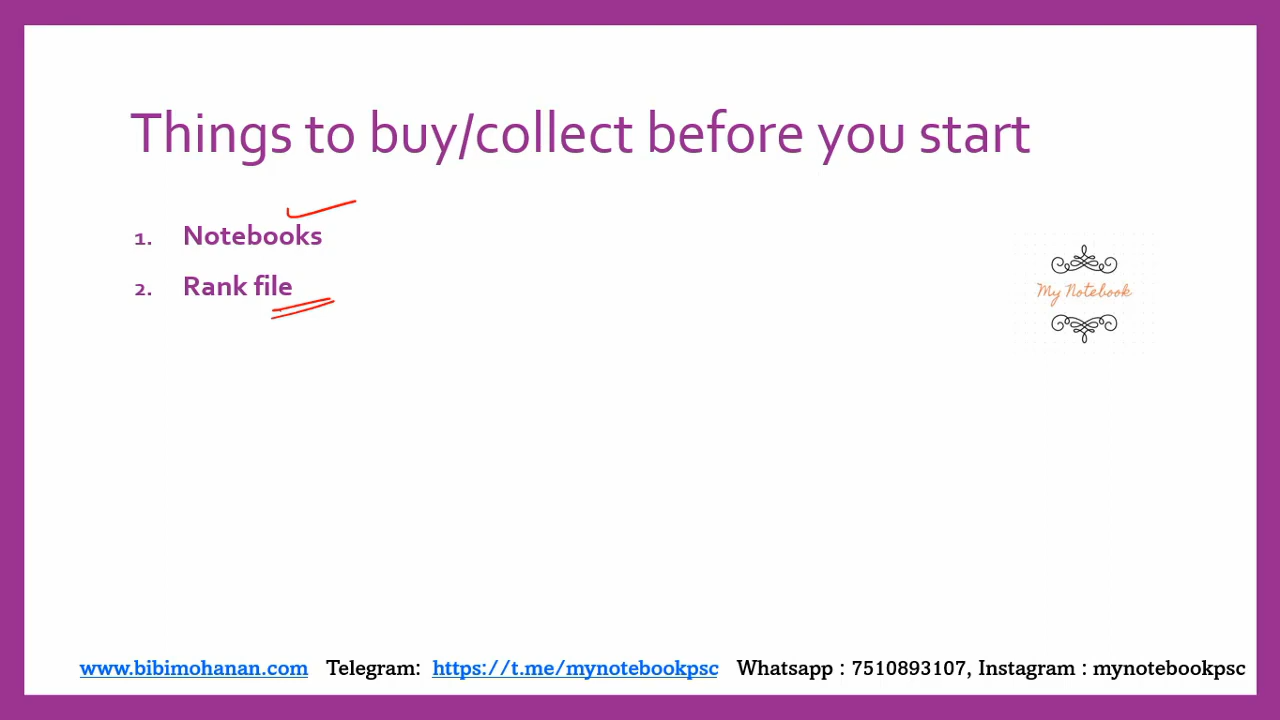 Things to buy/collect before you start
1. Notebooks
2. Rank file
My Notebook
www.bibimohanan.com Telegram: https://t.me/mynotebookpsc Whatsapp : 7510893107, Instagram : mynotebookpsc